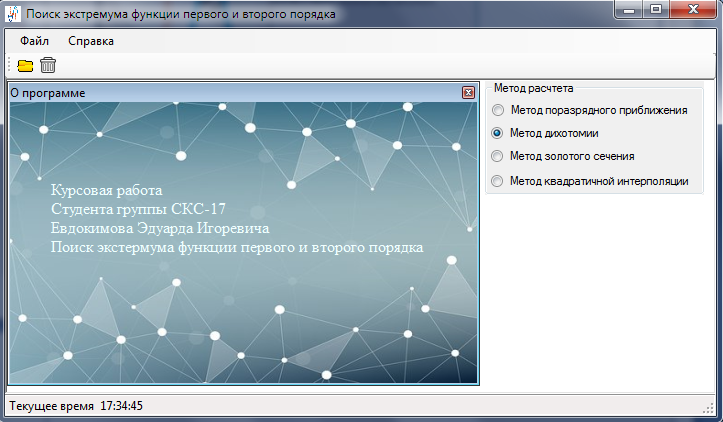 Поиск экстремума функции первого и второго порядка
Файл Справка
О программе
Курсовая работа
Студента группы СКС-17
Евдокимова Эдуарда Игоревича
Поиск экстермума функции первого и второго порядка
Метод расчтета
Метод поразрядного приближения
Метод дихотомии
Метод золотого сечения
Метод квадратичной интерполяции
Текущее время 17:34:45